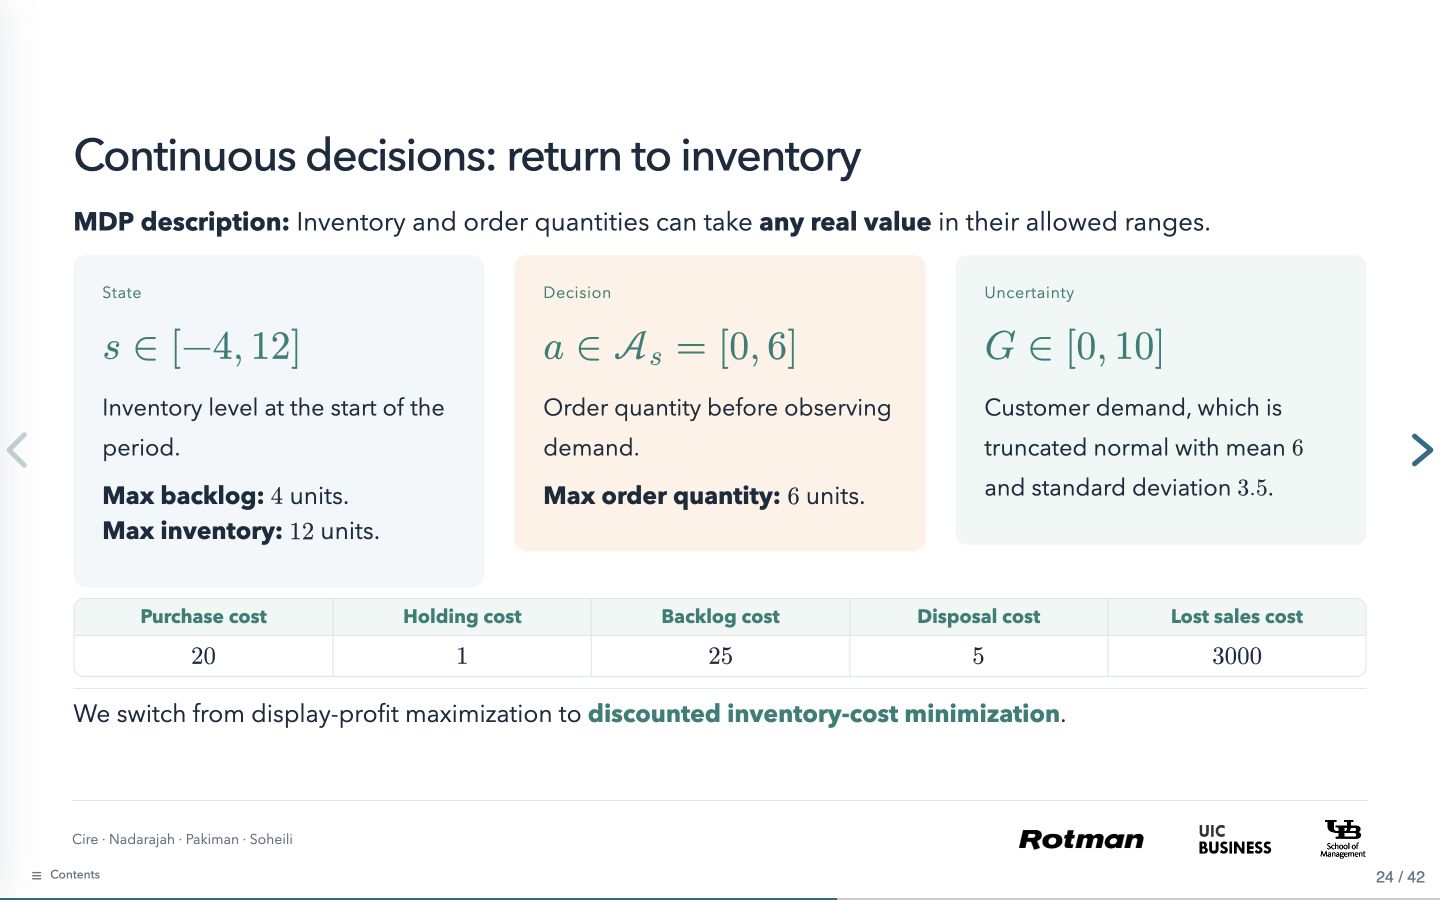 Continuous decisions: return to inventory
MDP description: Inventory and order quantities can take any real value in their allowed ranges.
State
s ∈ [−4, 12]
Inventory level at the start of the
period.
Max backlog: 4 units.
Max inventory: 12 units.
Decision
a ∈ 𝒜ₛ = [0, 6]
Order quantity before observing
demand.
Max order quantity: 6 units.
Uncertainty
G ∈ [0, 10]
Customer demand, which is
truncated normal with mean 6
and standard deviation 3.5.
Purchase cost Holding cost Backlog cost Disposal cost Lost sales cost
20 1 25 5 3000
We switch from display-profit maximization to discounted inventory-cost minimization.
Cire · Nadarajah · Pakiman · Soheili
Rotman
UIC
BUSINESS
UB
School of
Management
≡ Contents
24 / 42